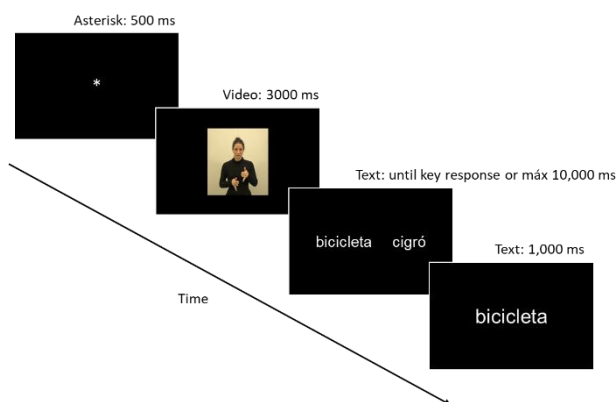 Asterisk: 500 ms
*
Video: 3000 ms
Text: until key response or máx 10,000 ms
bicicleta cigró
Text: 1,000 ms
bicicleta
Time